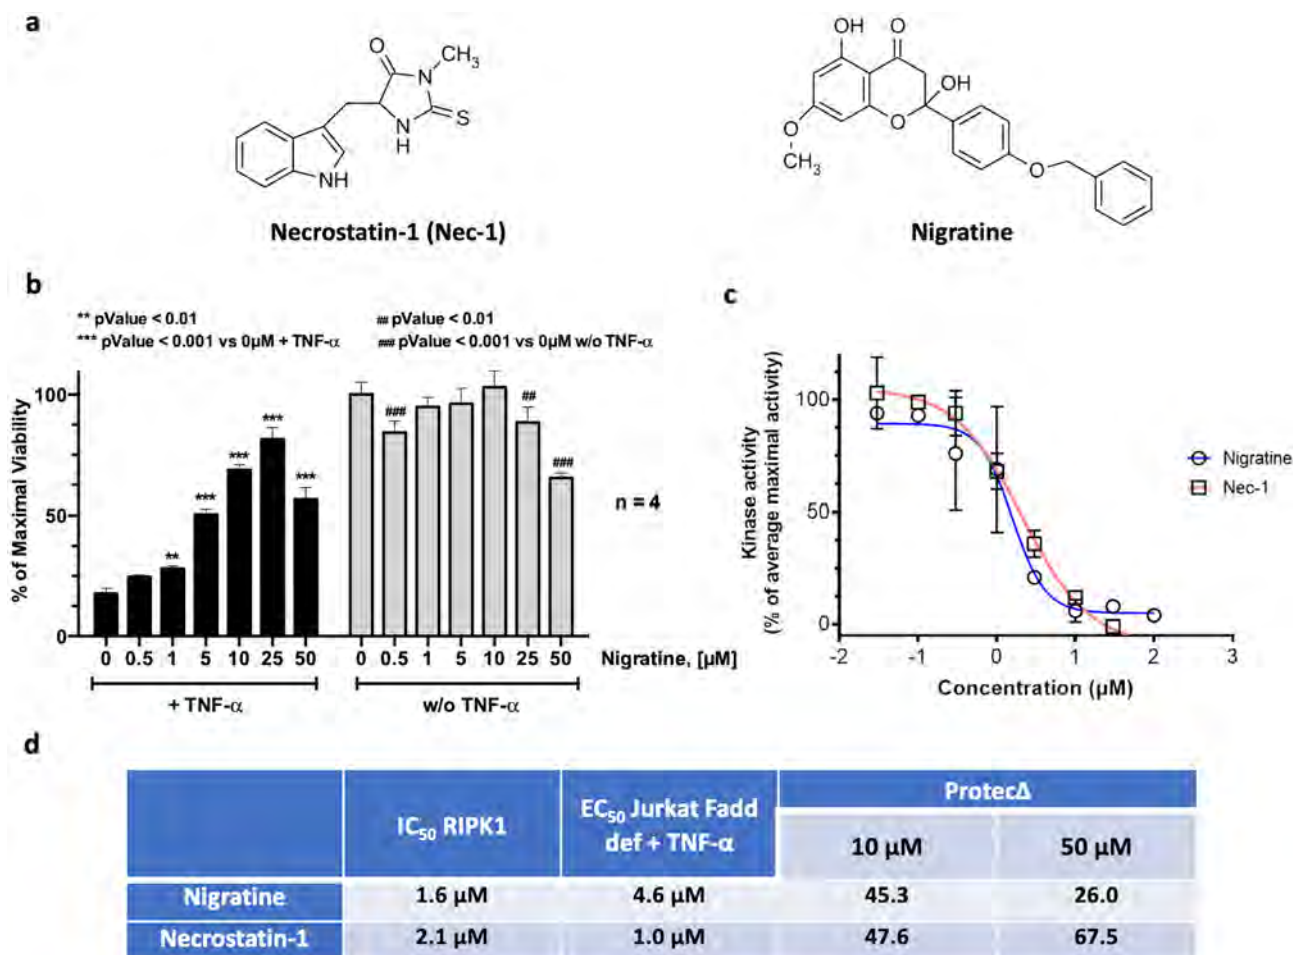 a
OH
O
O
N
CH3
OH
N
H
S
NH
O
CH3
O
O
Necrostatin-1 (Nec-1)
Nigratine
b
** pValue < 0.01
*** pValue < 0.001 vs 0µM + TNF-α
## pValue < 0.01
### pValue < 0.001 vs 0µM w/o TNF-α
% of Maximal Viability
100
50
0
**
***
***
***
***
###
##
###
n = 4
0 0.5 1 5 10 25 50
0 0.5 1 5 10 25 50
Nigratine, [µM]
+ TNF-α
w/o TNF-α
c
Kinase activity
(% of average maximal activity)
100
50
0
-2 -1 0 1 2 3
Concentration (µM)
Nigratine
Nec-1
d
IC50 RIPK1
EC50 Jurkat Fadd
def + TNF-α
ProtecΔ
10 µM
50 µM
Nigratine 1.6 µM 4.6 µM 45.3 26.0
Necrostatin-1 2.1 µM 1.0 µM 47.6 67.5